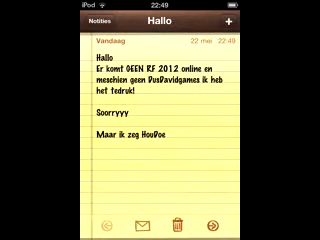 iPod 22:49
Notities Hallo +
Vandaag 22 mei 22:49
Hallo
Er komt GEEN RF 2012 online en
meschien geen DusDavidgames ik heb
het tedruk!
Soorryyy
Maar ik zeg HouDoe